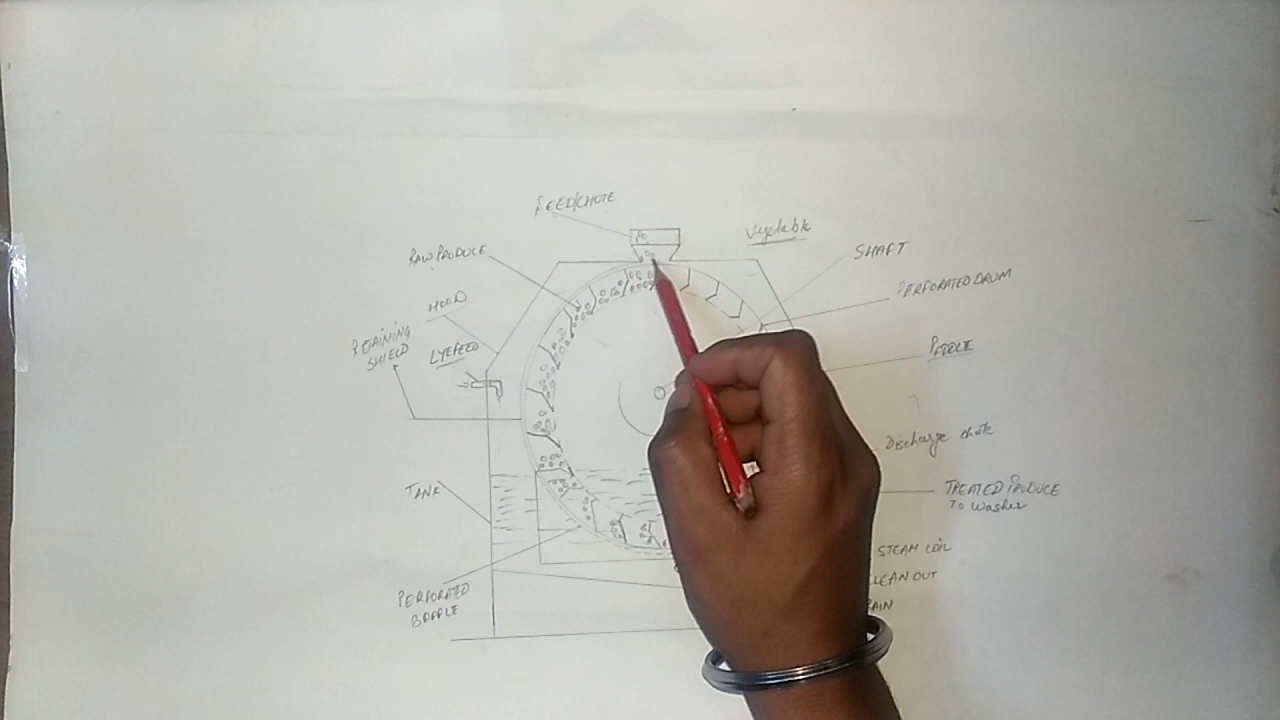 FEED/CHUTE
Vegetable
RAW PRODUCE
SHAFT
PERFORATED DRUM
HOOD
RETAINING
SHIELD
LYE FEED
PADDLE
Discharge chute
TANK
TREATED PRODUCE
TO Washer
STEAM COIL
CLEAN OUT
PERFORATED
BAFFLE